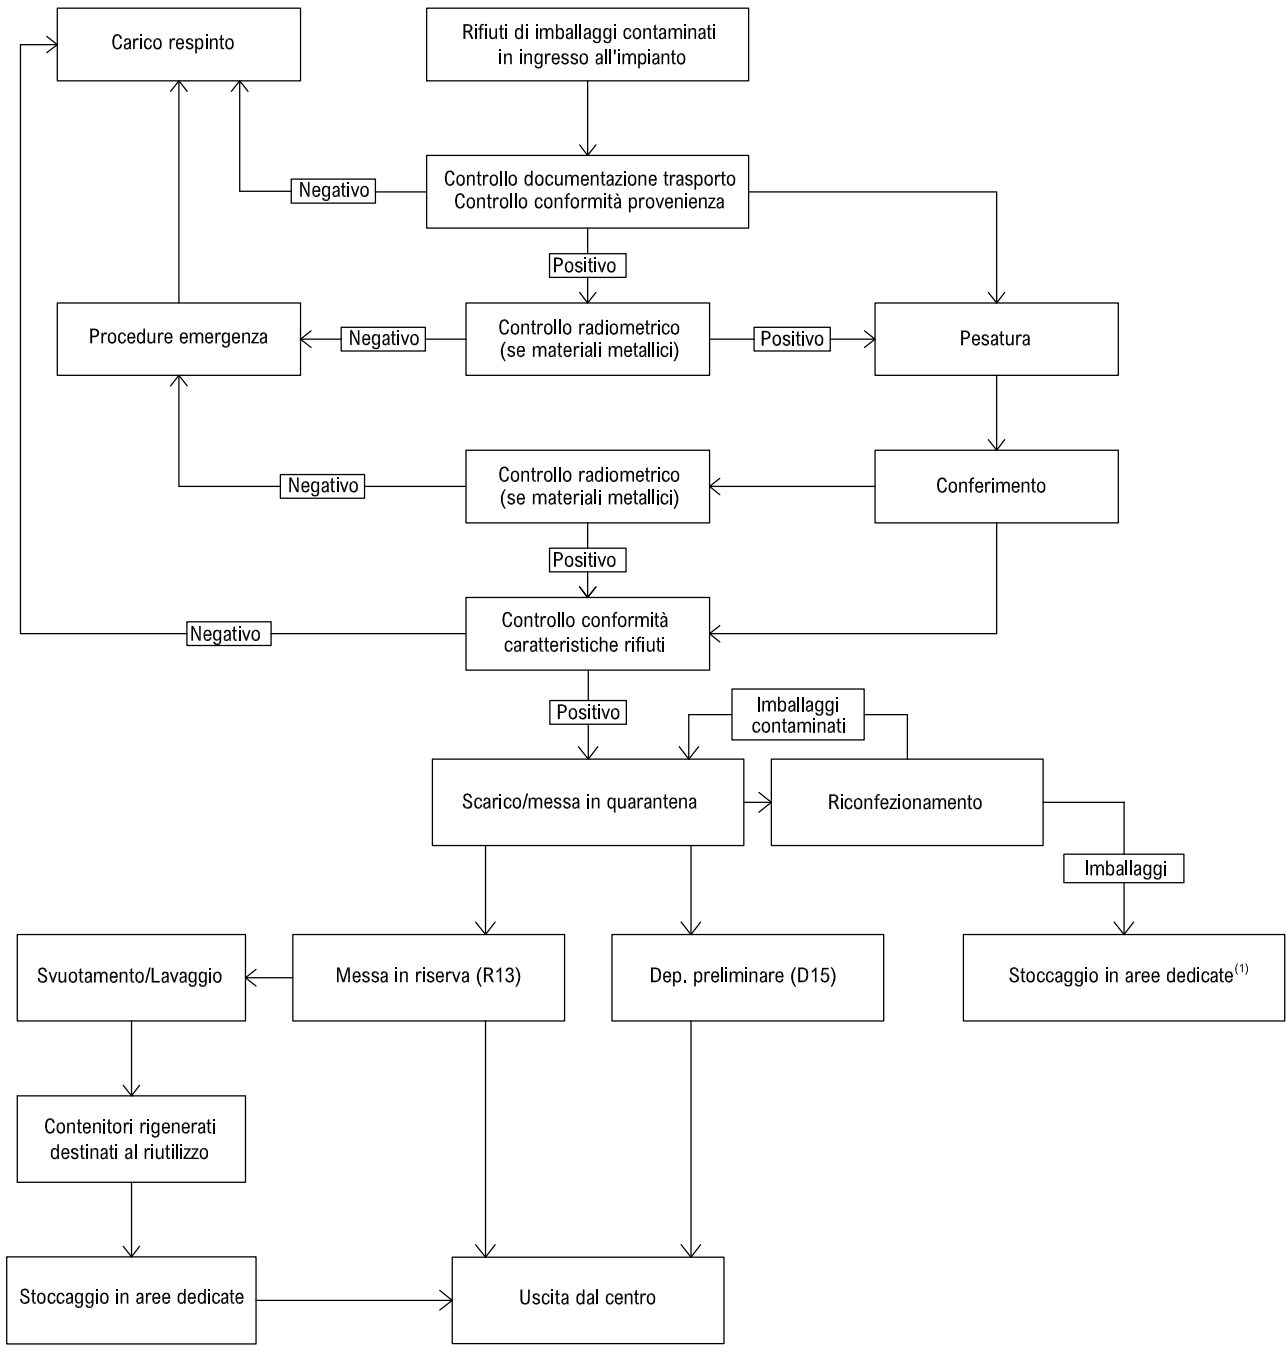 Carico respinto
Rifiuti di imballaggi contaminati
in ingresso all'impianto
Negativo
Controllo documentazione trasporto
Controllo conformità provenienza
Positivo
Procedure emergenza
Negativo
Controllo radiometrico
(se materiali metallici)
Positivo
Pesatura
Negativo
Controllo radiometrico
(se materiali metallici)
Conferimento
Positivo
Negativo
Controllo conformità
caratteristiche rifiuti
Positivo
Imballaggi
contaminati
Scarico/messa in quarantena
Riconfezionamento
Imballaggi
Svuotamento/Lavaggio
Messa in riserva (R13)
Dep. preliminare (D15)
Stoccaggio in aree dedicate(1)
Contenitori rigenerati
destinati al riutilizzo
Stoccaggio in aree dedicate
Uscita dal centro